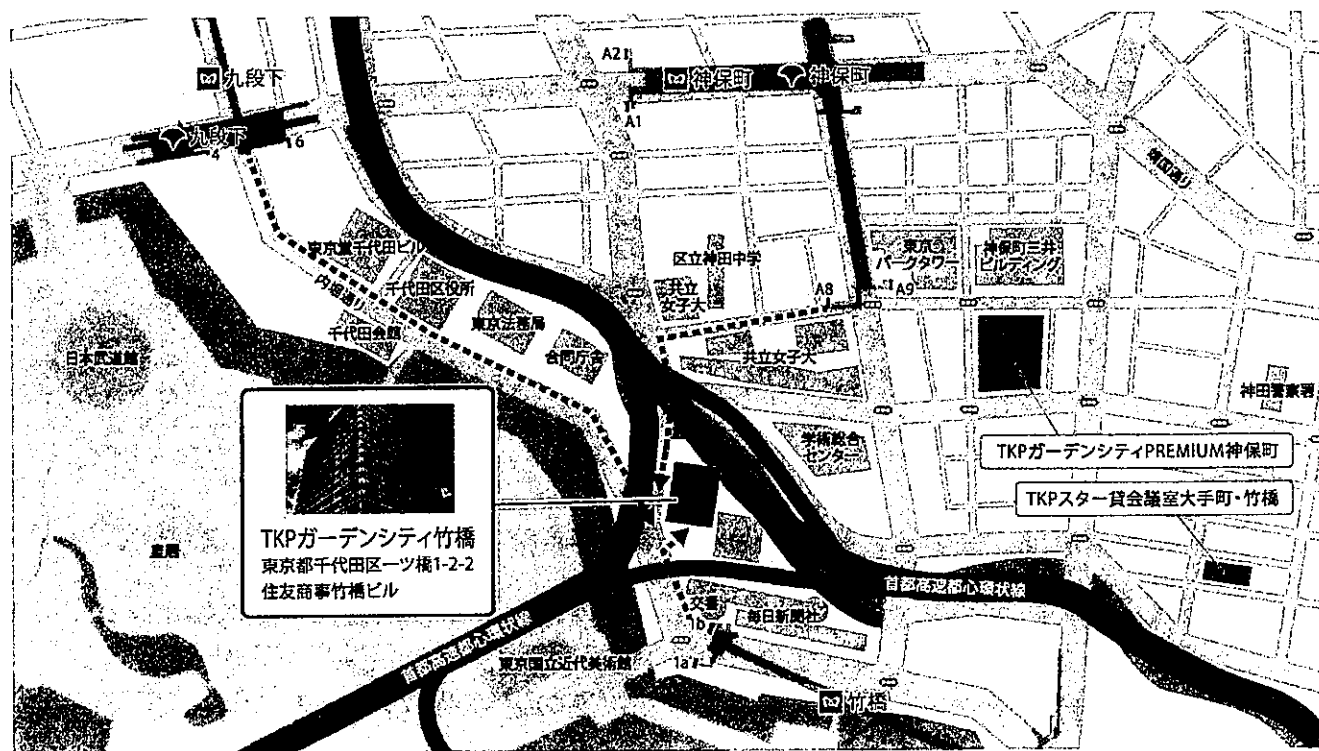 九段下
九段下
4
6
A2
A1
神保町
神保町
靖国通り
東京堂千代田ビル
千代田区役所
内堀通り
千代田会館
東京法務局
合同庁舎
日本武道館
区立神田中学
共立
女子大
A8
A9
東京
パークタワー
神保町三井
ビルディング
共立女子大
神田警察署
学術総合
センター
TKPガーデンシティPREMIUM神保町
TKPスター貸会議室大手町・竹橋
TKPガーデンシティ竹橋
東京都千代田区一ツ橋1-2-2
住友商事竹橋ビル
皇居
首都高速都心環状線
首都高速都心環状線
交番
毎日新聞社
1b
1a
東京国立近代美術館
竹橋